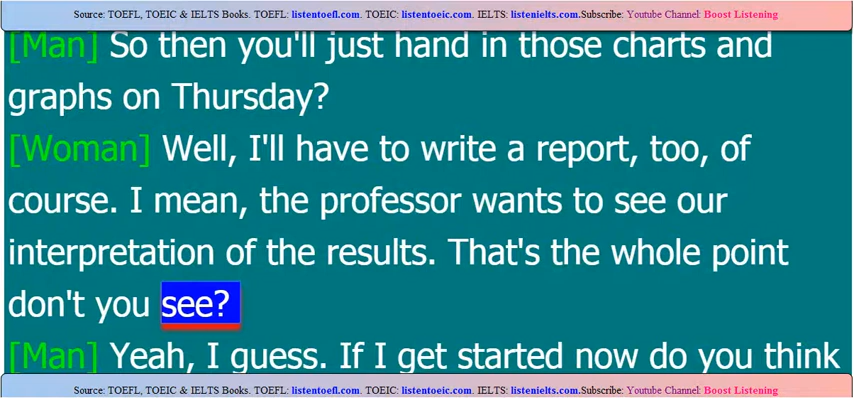 Source: TOEFL, TOEIC & IELTS Books. TOEFL: listentoefl.com. TOEIC: listentoeic.com. IELTS: listenielts.com.Subscribe: Youtube Channel: Boost Listening
[Man] So then you'll just hand in those charts and
graphs on Thursday?
[Woman] Well, I'll have to write a report, too, of
course. I mean, the professor wants to see our
interpretation of the results. That's the whole point
don't you see?
[Man] Yeah, I guess. If I get started now do you think
Source: TOEFL, TOEIC & IELTS Books. TOEFL: listentoefl.com. TOEIC: listentoeic.com. IELTS: listenielts.com.Subscribe: Youtube Channel: Boost Listening